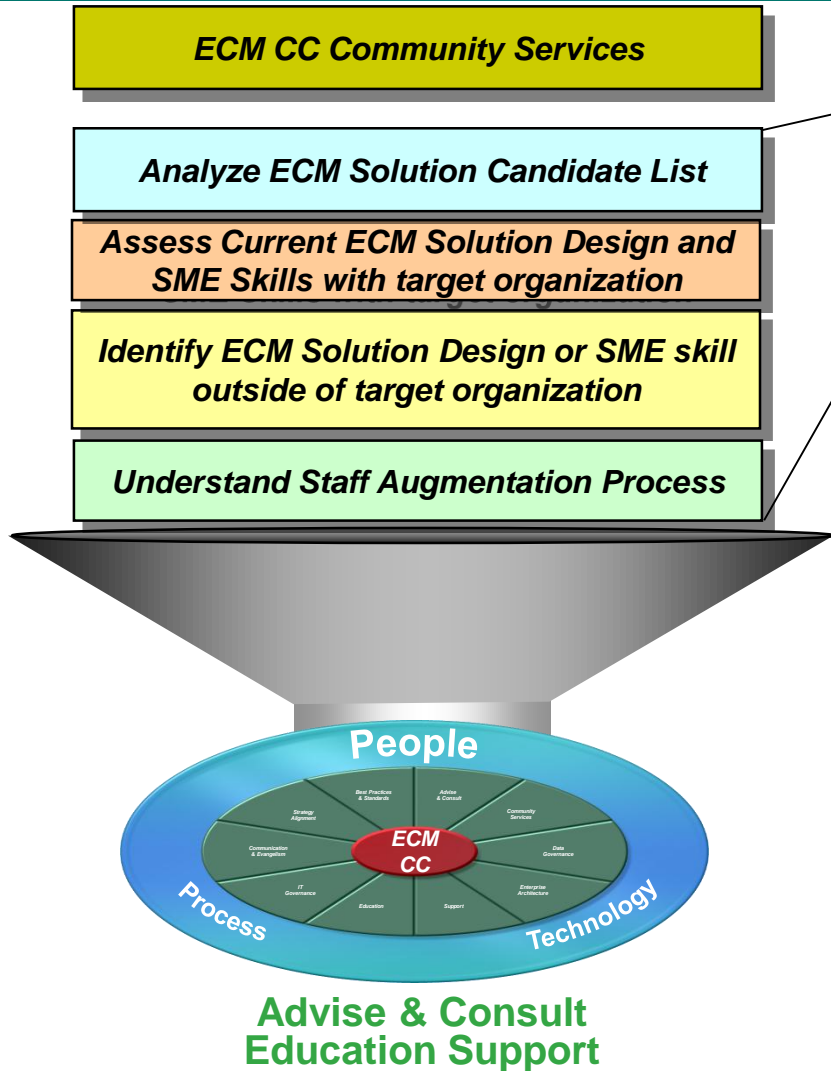 ECM CC Community Services
Analyze ECM Solution Candidate List
Assess Current ECM Solution Design and
SME Skills with target organization
Identify ECM Solution Design or SME skill
outside of target organization
Understand Staff Augmentation Process
People
Best Practices
& Standards
Advise
& Consult
Strategy
Alignment
Community
Services
Communication
& Evangelism
ECM
CC
Data
Governance
IT
Governance
Enterprise
Architecture
Education
Support
Process
Technology
Advise & Consult
Education Support